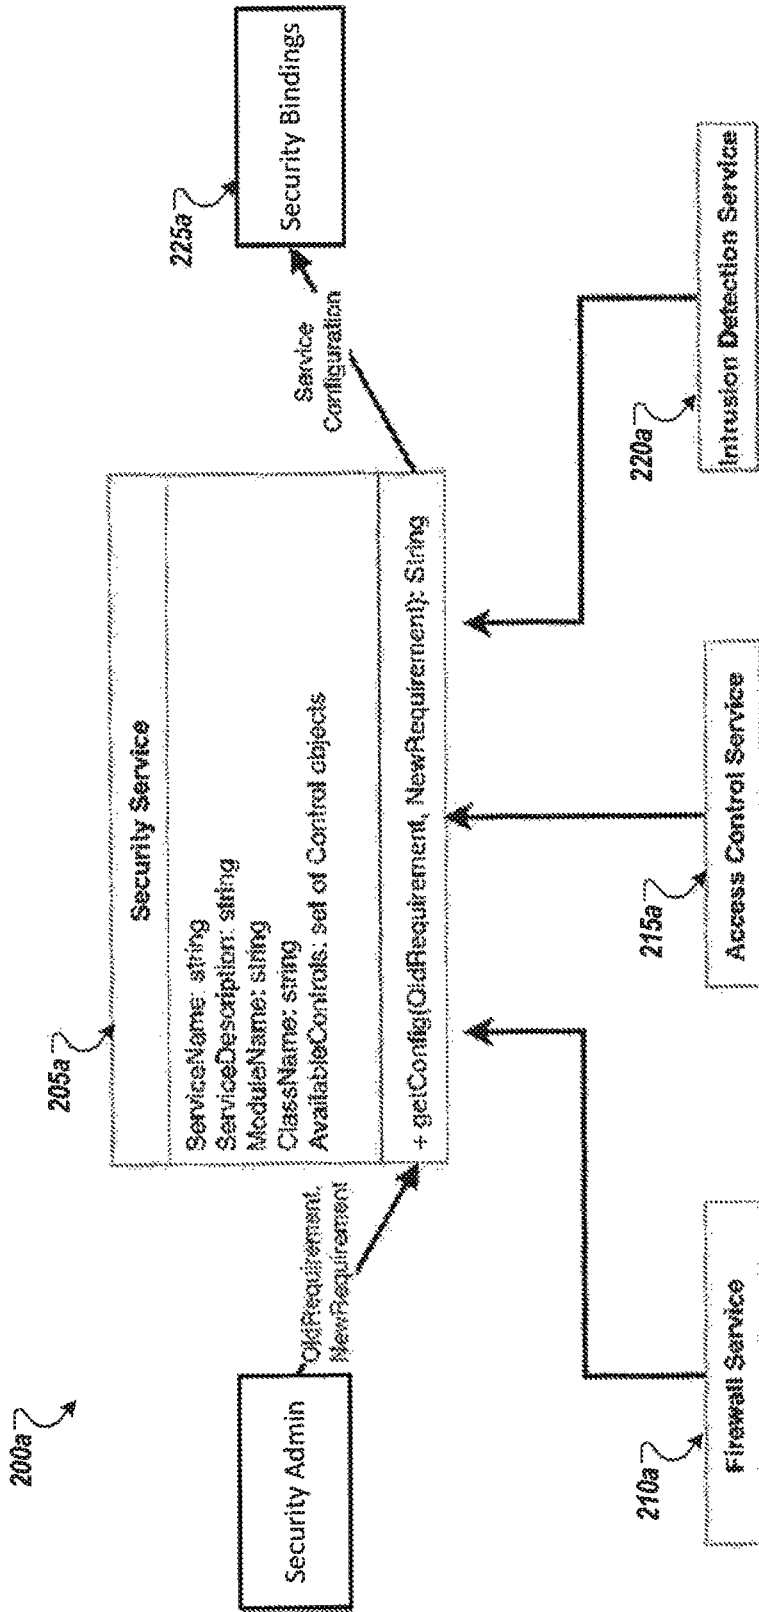 200a
205a
225a
Security Service
ServiceName: string
ServiceDescription: string
ModuleName: string
ClassName: string
AvailableControls: set of Control objects
+ getConfig(OldRequirement, NewRequirement): String
Security Admin
OldRequirement,
NewRequirement
Service
Configuration
Security Bindings
210a
Firewall Service
215a
Access Control Service
220a
Intrusion Detection Service